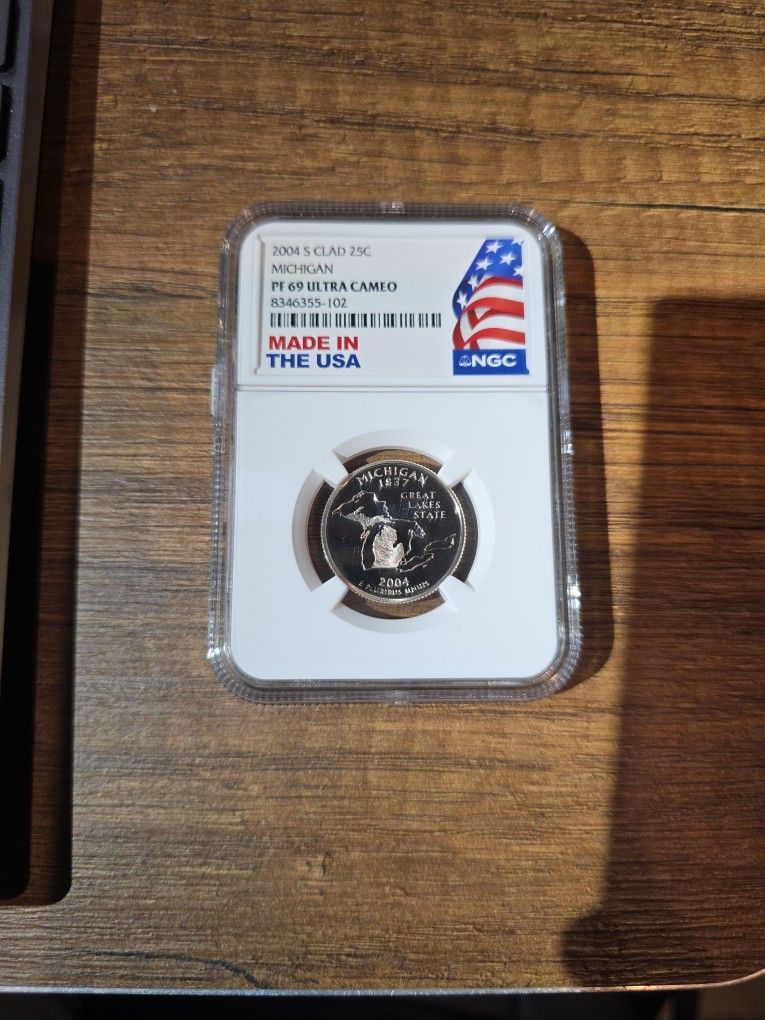 2004 S CLAD 25C
MICHIGAN
PF 69 ULTRA CAMEO
8346355-102
MADE IN
THE USA
NGC
MICHIGAN
1837
GREAT
LAKES
STATE
2004
E PLURIBUS UNUM